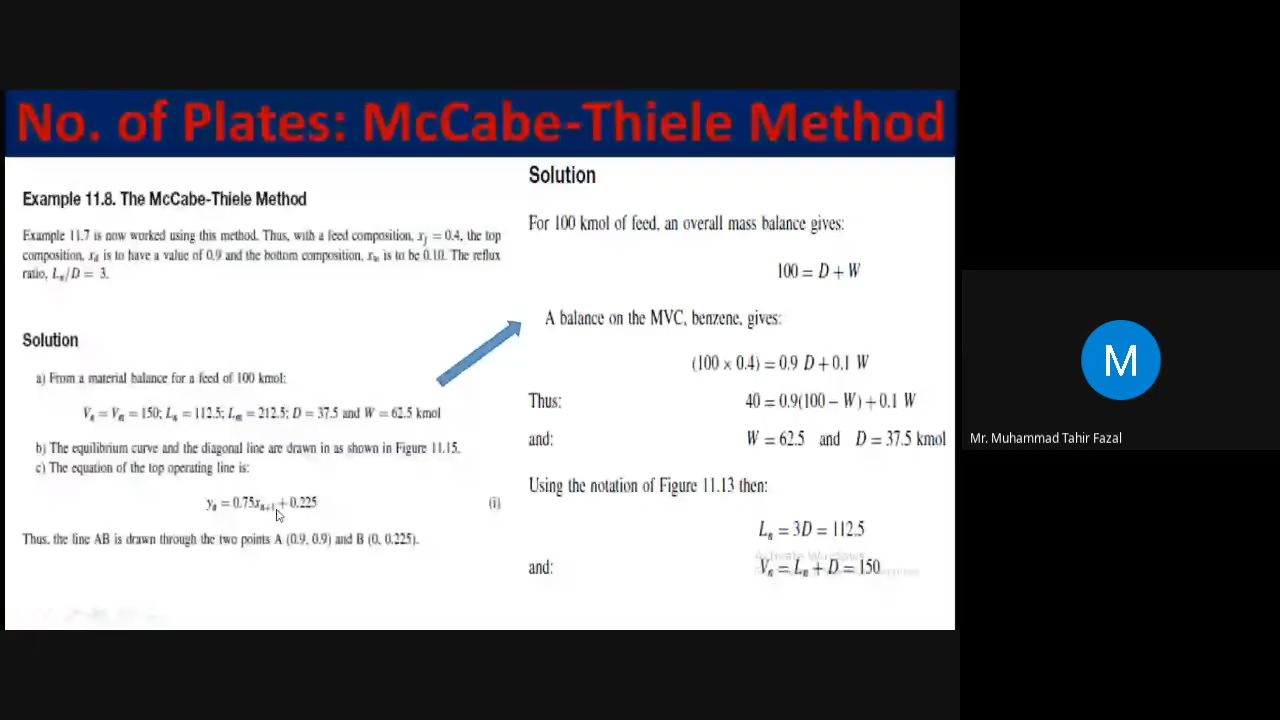 No. of Plates: McCabe-Thiele Method
Example 11.8. The McCabe-Thiele Method
Example 11.7 is now worked using this method. Thus, with a feed composition, x_f = 0.4, the top
composition, x_d is to have a value of 0.9 and the bottom composition, x_w is to be 0.10. The reflux
ratio, L_n/D = 3.
Solution
a) From a material balance for a feed of 100 kmol:
V_n = V_m = 150; L_n = 112.5; L_m = 212.5; D = 37.5 and W = 62.5 kmol
b) The equilibrium curve and the diagonal line are drawn in as shown in Figure 11.15.
c) The equation of the top operating line is:
y_n = 0.75x_{n+1} + 0.225 (i)
Thus, the line AB is drawn through the two points A (0.9, 0.9) and B (0, 0.225).
Solution
For 100 kmol of feed, an overall mass balance gives:
100 = D + W
A balance on the MVC, benzene, gives:
(100 × 0.4) = 0.9 D + 0.1 W
Thus: 40 = 0.9(100 − W) + 0.1 W
and: W = 62.5 and D = 37.5 kmol
Using the notation of Figure 11.13 then:
L_n = 3D = 112.5
Activate Windows
and: V_n = L_n + D = 150
M
Mr. Muhammad Tahir Fazal